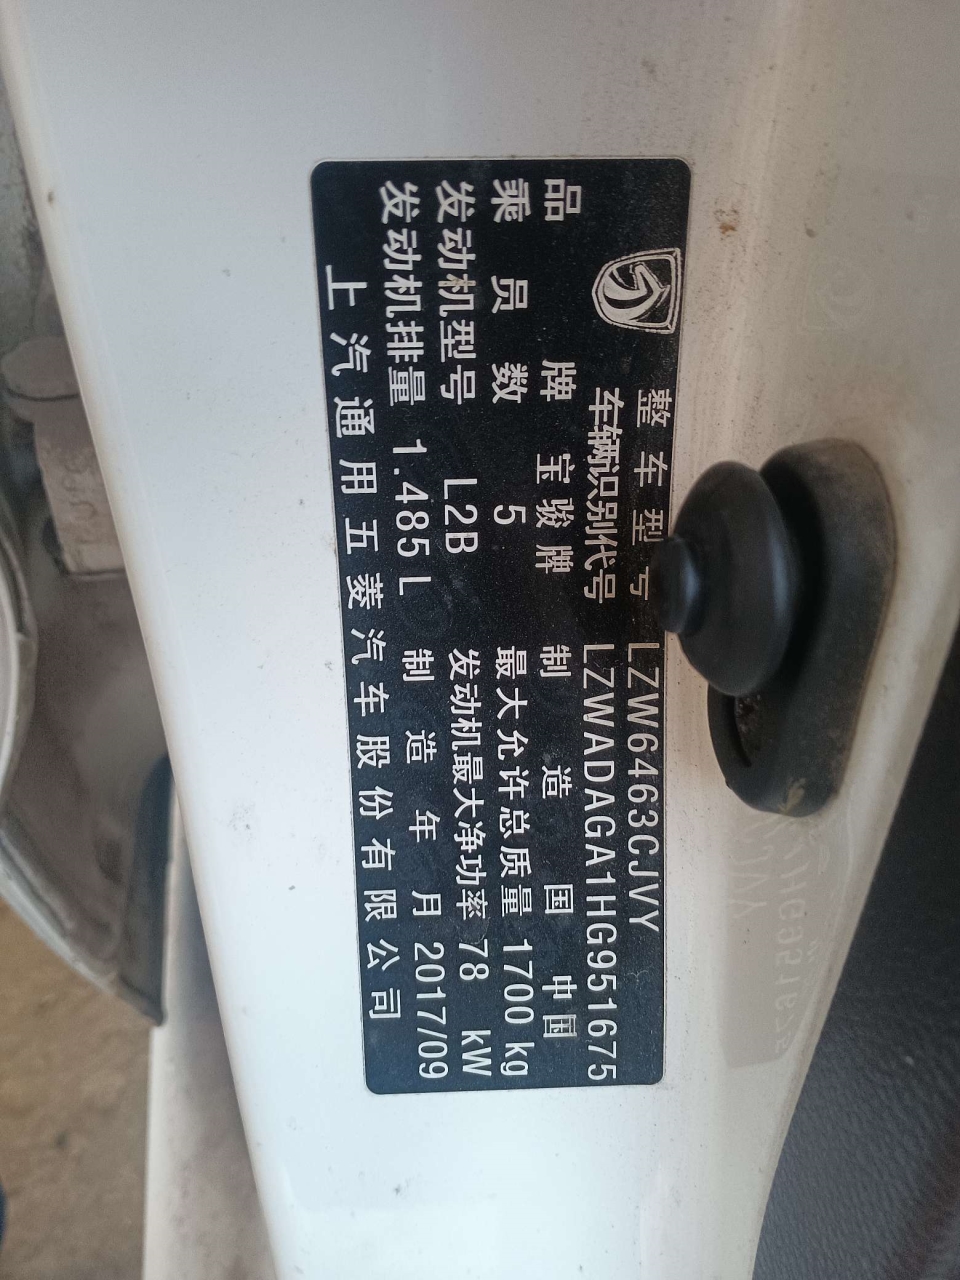 整车型号 LZW6463CJVY
车辆识别代号 LZWADAGA1HG951675
品牌 宝骏牌 制造国 中国
乘员数 5 最大允许总质量 1700 kg
发动机型号 L2B 发动机最大净功率 78 kW
发动机排量 1.485 L 制造年月 2017/09
上汽通用五菱汽车股份有限公司